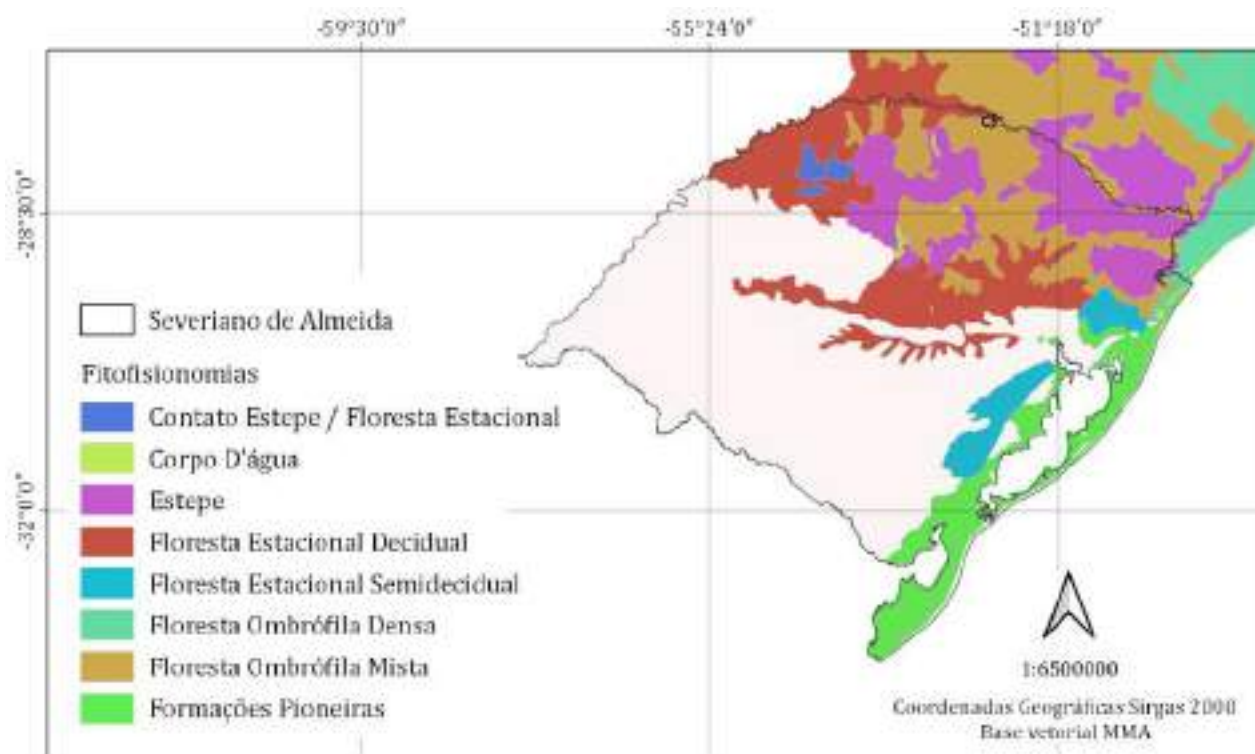 -59°30'0"
-55°24'0"
-51°18'0"
-28°30'0"
-32°0'0"
Severiano de Almeida
Fitofisionomias
Contato Estepe / Floresta Estacional
Corpo D'água
Estepe
Floresta Estacional Decidual
Floresta Estacional Semidecidual
Floresta Ombrófila Densa
Floresta Ombrófila Mista
Formações Pioneiras
1:6500000
Coordenadas Geográficas Sirgas 2000
Base vetorial MMA